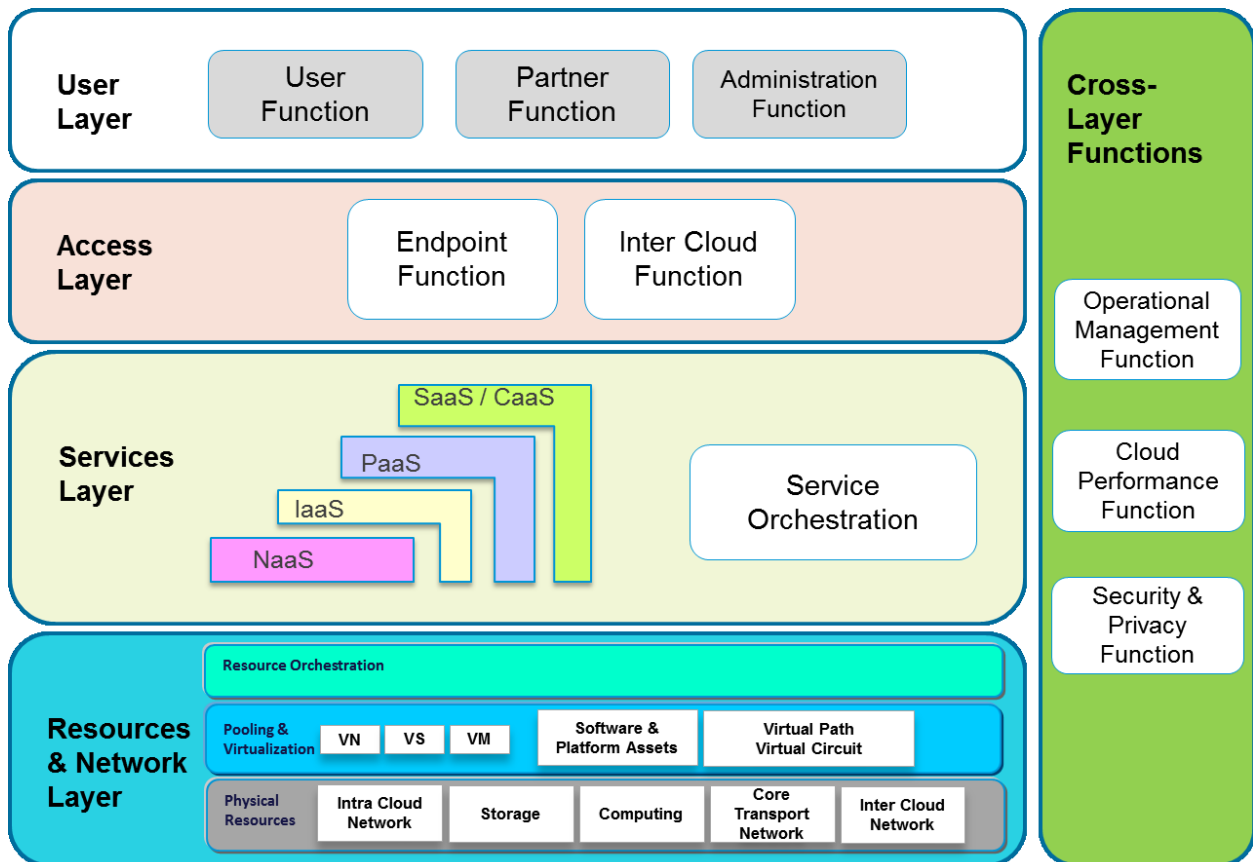 User
Layer
User
Function
Partner
Function
Administration
Function
Access
Layer
Endpoint
Function
Inter Cloud
Function
Services
Layer
SaaS / CaaS
PaaS
IaaS
NaaS
Service
Orchestration
Resources
& Network
Layer
Resource Orchestration
Pooling &
Virtualization
VN
VS
VM
Software &
Platform Assets
Virtual Path
Virtual Circuit
Physical
Resources
Intra Cloud
Network
Storage
Computing
Core
Transport
Network
Inter Cloud
Network
Cross-
Layer
Functions
Operational
Management
Function
Cloud
Performance
Function
Security &
Privacy
Function